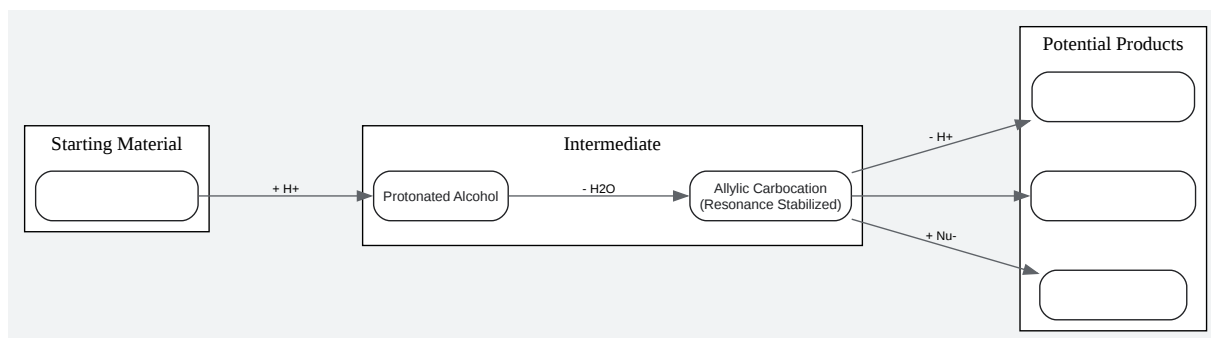 Starting Material
+ H+
Intermediate
Protonated Alcohol
- H2O
Allylic Carbocation
(Resonance Stabilized)
- H+
+ Nu-
Potential Products